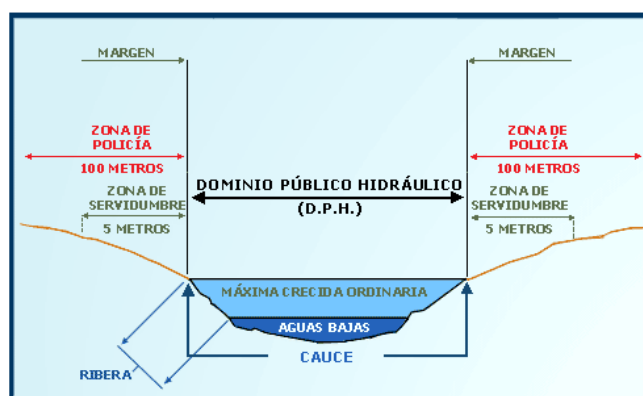 MARGEN
MARGEN
ZONA DE
POLICÍA
100 METROS
ZONA DE
POLICÍA
100 METROS
ZONA DE
SERVIDUMBRE
5 METROS
DOMINIO PÚBLICO HIDRÁULICO
(D.P.H.)
ZONA DE
SERVIDUMBRE
5 METROS
MÁXIMA CRECIDA ORDINARIA
AGUAS BAJAS
CAUCE
RIBERA